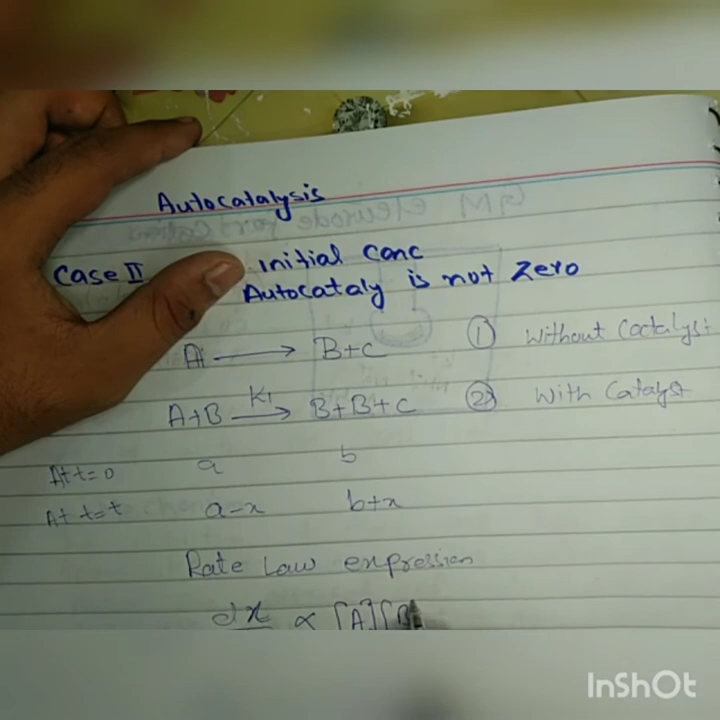 Autocatalysis
Case II initial conc
Autocataly is not Zero
A → B+C ① Without Coctalyst
A+B K1 → B+B+C ② With Catalyst
At t=0 a b
At t=t a-x b+x
Rate Law expression
dx ∝ [A][B
InShOt